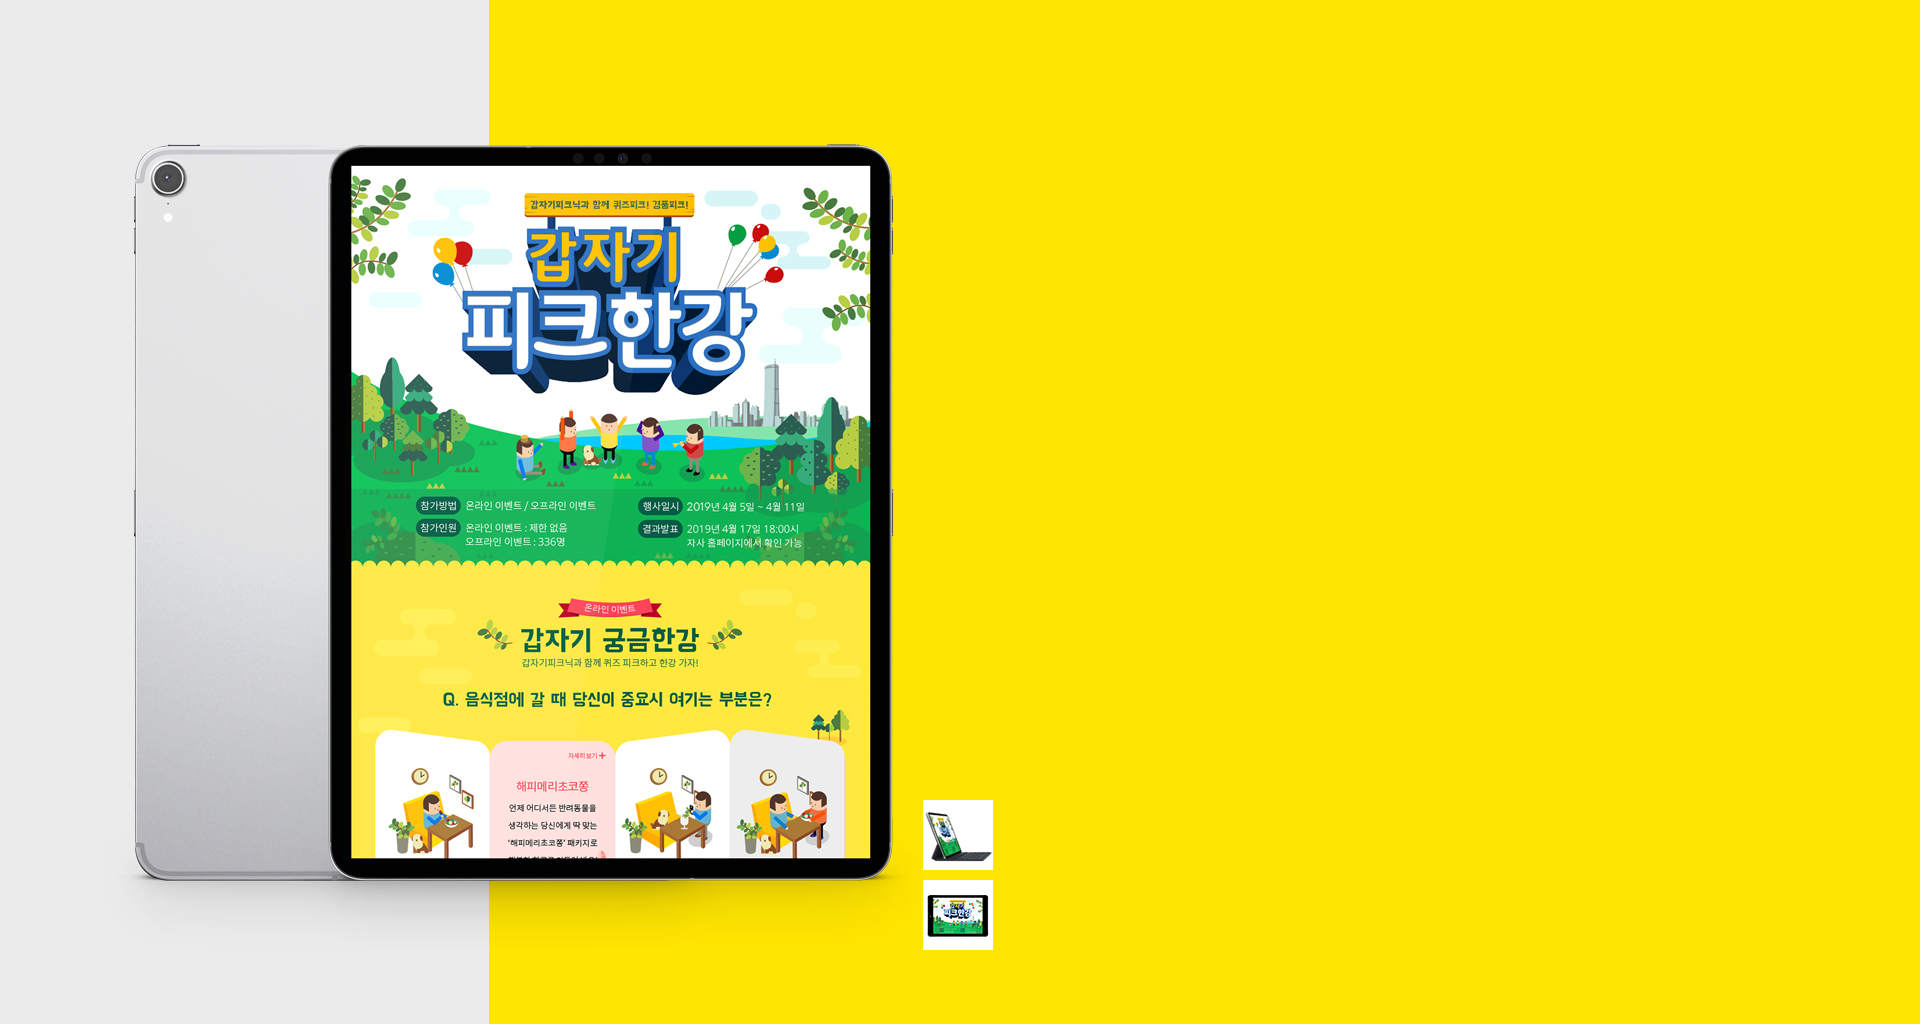 갑자기피크닉과 함께 퀴즈피크! 경품피크!
갑자기
피크한강
참가방법 온라인 이벤트 / 오프라인 이벤트
참가인원 온라인 이벤트 : 제한 없음
오프라인 이벤트 : 336명
행사일시 2019년 4월 5일 ~ 4월 11일
결과발표 2019년 4월 17일 18:00시
자사 홈페이지에서 확인 가능
온라인 이벤트
갑자기 궁금한강
갑자기피크닉과 함께 퀴즈 피크하고 한강 가자!
Q. 음식점에 갈 때 당신이 중요시 여기는 부분은?
자세히보기 +
해피메리초코쫑
언제 어디서든 반려동물을
생각하는 당신에게 딱 맞는
'해피메리초코쫑' 패키지로
갑자기
피크한강